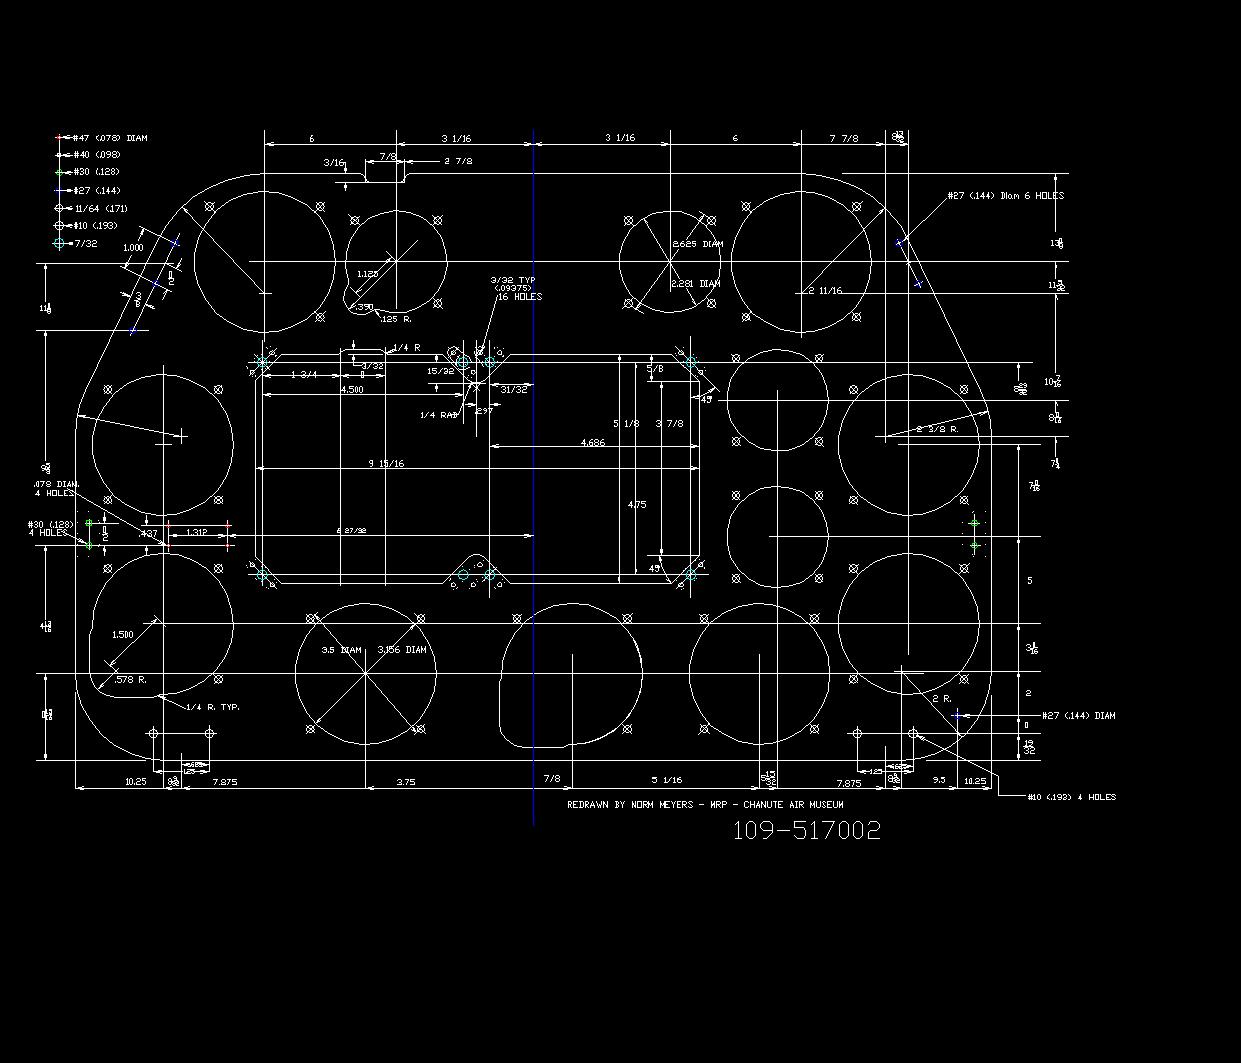 #47 (.078) DIAM
#40 (.098)
#30 (.128)
#27 (.144)
11/64 (.171)
#10 (.193)
7/32
6
3 1/16
3 1/16
6
7 7/8
3/16
7/8
2 7/8
#27 (.144) Diam 6 HOLES
1.000
2.625 DIAM
1.125
2.281 DIAM
3/32 TYP
(.09375)
16 HOLES
2 11/16
.390
.125 R.
1/4 R
3/32
15/32
5/8
1 3/4
4.500
31/32
45°
1/4 RAD
.297
5 1/8
3 7/8
2 3/8 R.
4.686
9 15/16
.078 DIAM.
4 HOLES
4.75
#30 (.128)
4 HOLES
.437
1.312
6 27/32
45°
5
1.500
3.5 DIAM
3.156 DIAM
.578 R.
2
2 R.
1/4 R. TYP.
#27 (.144) DIAM
.625
1.25
1.25
.625
10.25
7.875
3.75
7/8
5 1/16
7.875
9.5
10.25
#10 (.193) 4 HOLES
REDRAWN BY NORM MEYERS - MRP - CHANUTE AIR MUSEUM
109-517002